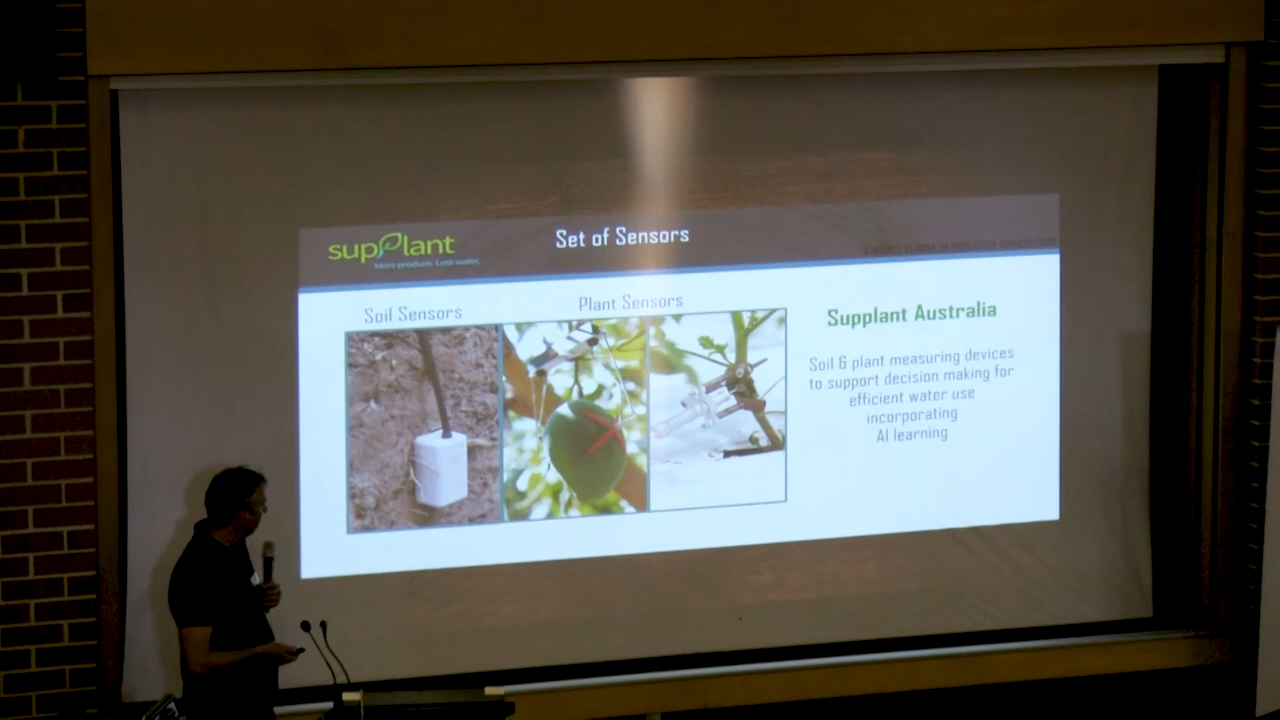 supplant
More produce. Less water.
Set of Sensors
Soil Sensors
Plant Sensors
Supplant Australia
Soil & plant measuring devices
to support decision making for
efficient water use
incorporating
AI learning